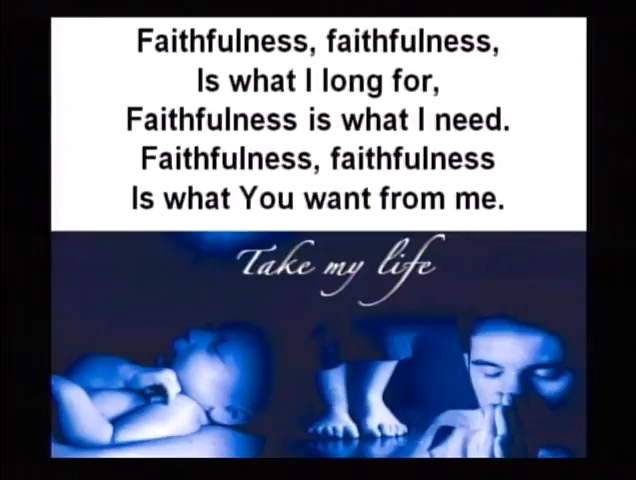 Faithfulness, faithfulness,
Is what I long for,
Faithfulness is what I need.
Faithfulness, faithfulness
Is what You want from me.
Take my life